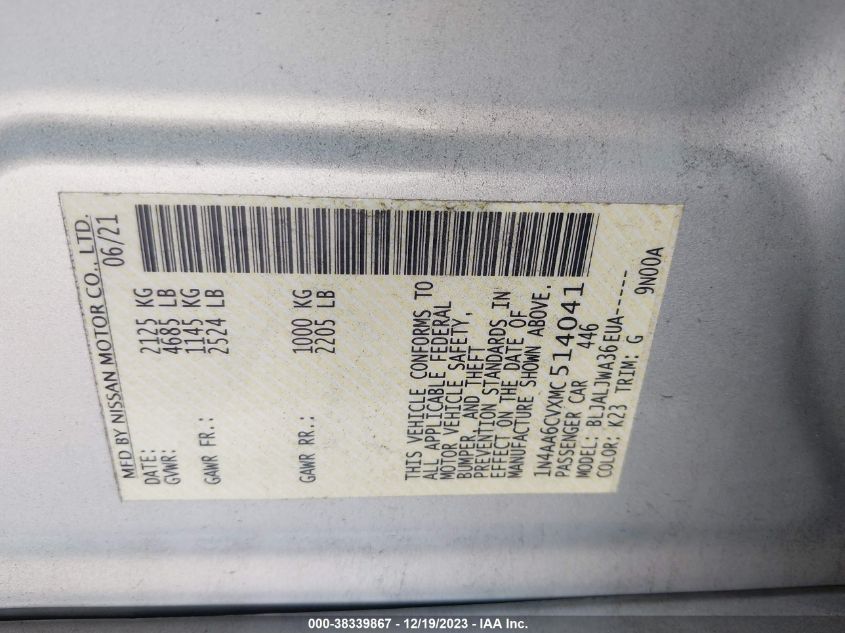 MFD BY NISSAN MOTOR CO., LTD.
DATE: 06/21
GVWR: 2125 KG
4685 LB
GAWR FR.: 1145 KG
2524 LB
GAWR RR.: 1000 KG
2205 LB
THIS VEHICLE CONFORMS TO
ALL APPLICABLE FEDERAL
MOTOR VEHICLE SAFETY,
BUMPER, AND THEFT
PREVENTION STANDARDS IN
EFFECT ON THE DATE OF
MANUFACTURE SHOWN ABOVE.
1N4AA6CVXMC514041
PASSENGER CAR 446
MODEL: BLJALJWA36EUA------
COLOR: K23 TRIM: G 9N00A
000-38339867 - 12/19/2023 - IAA Inc.